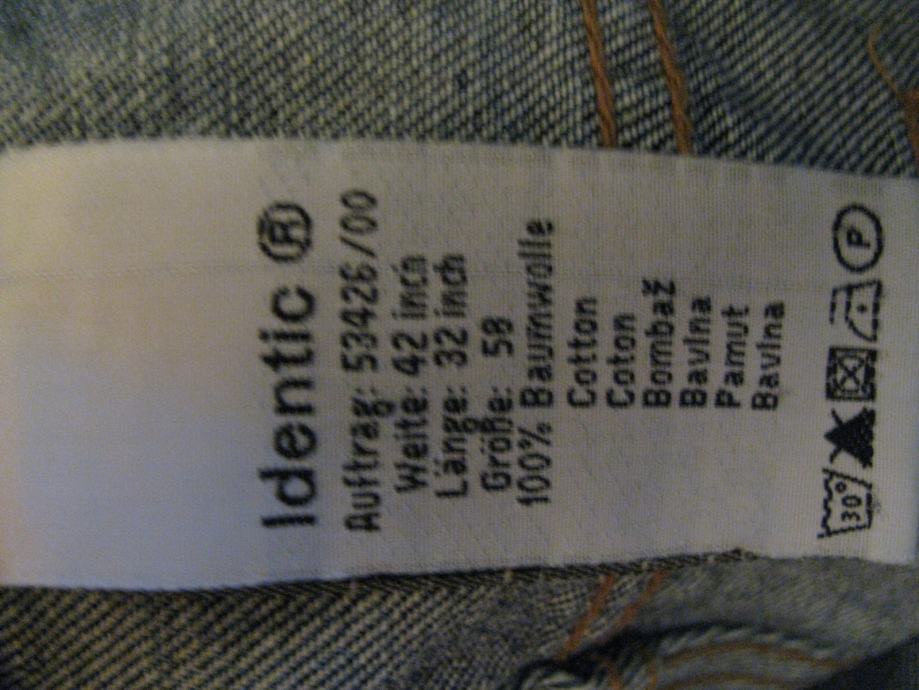 Identic ®
Auftrag: 53426/00
Weite: 42 inch
Länge: 32 inch
Größe: 58
100% Baumwolle
Cotton
Coton
Bombaž
Bavlna
Pamut
Bavlna
30° P